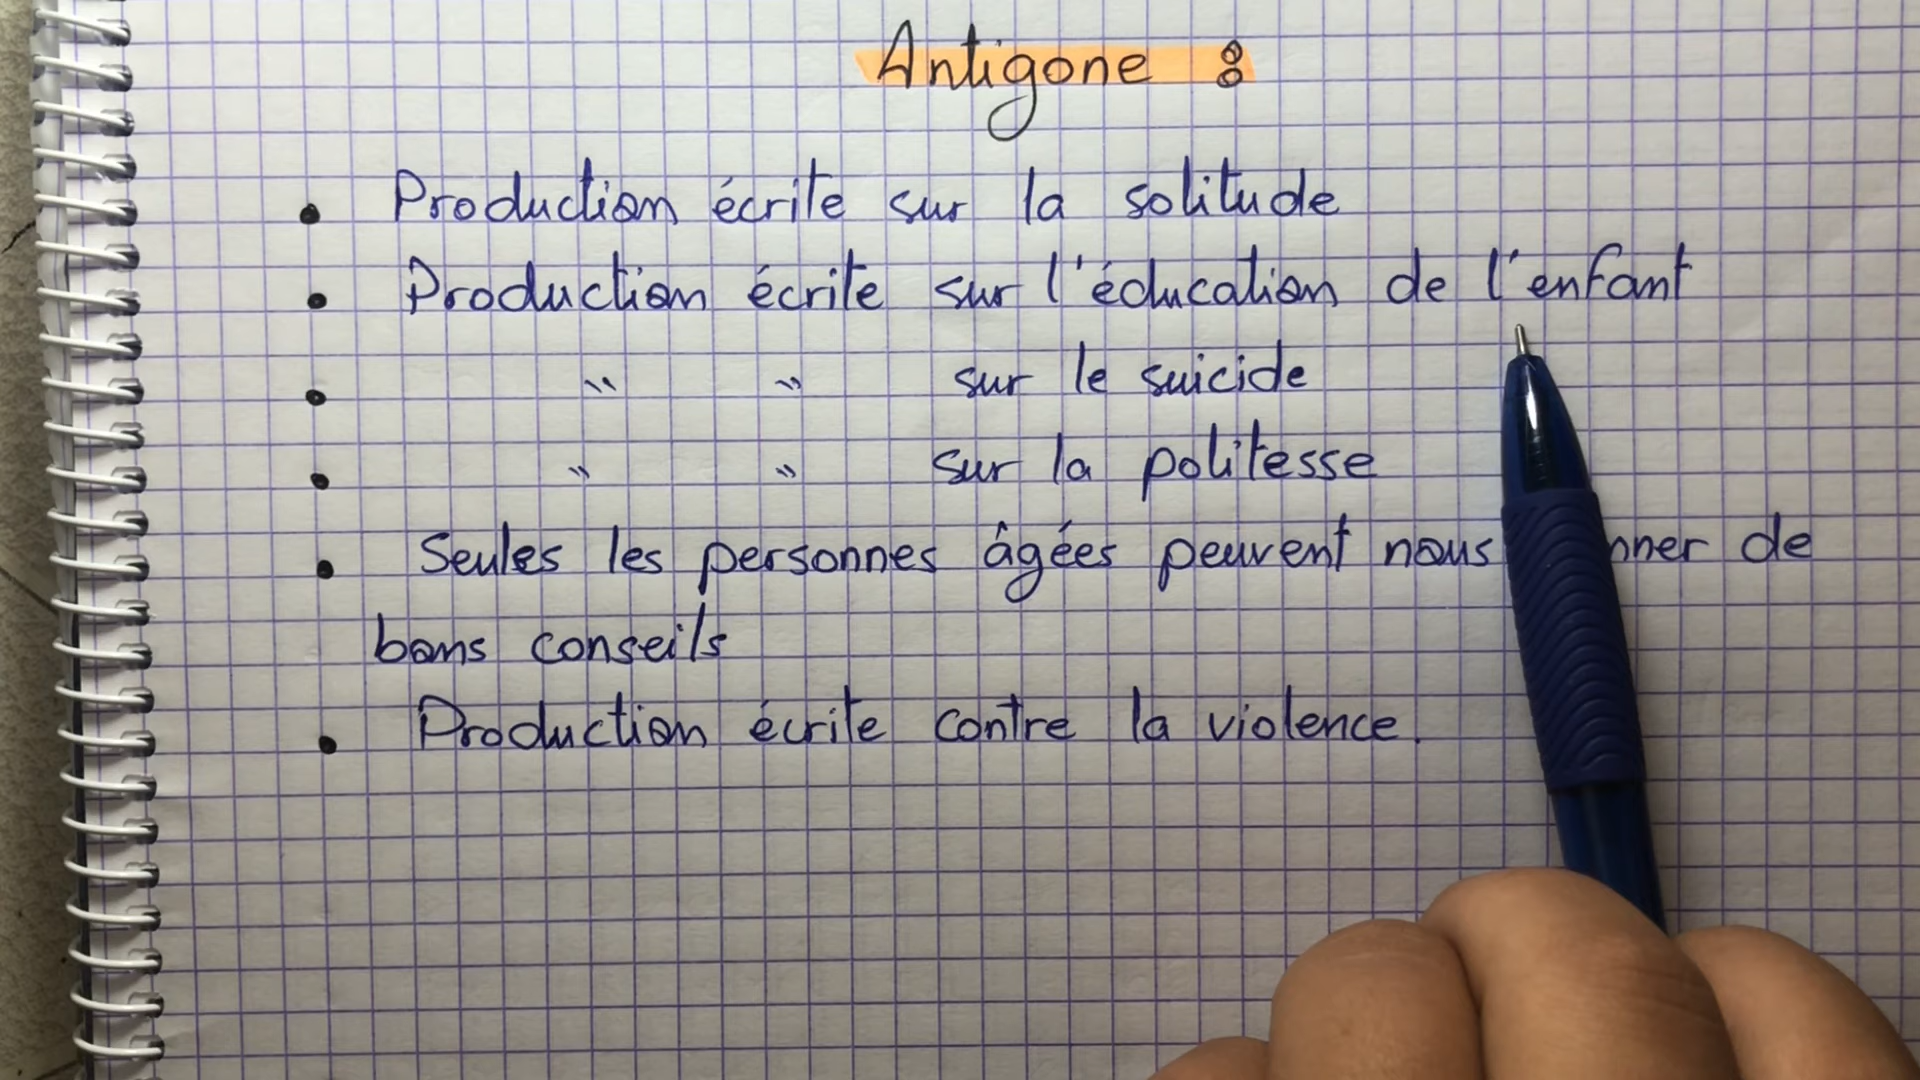 Antigone :
• Production écrite sur la solitude
• Production écrite sur l'éducation de l'enfant
• " " sur le suicide
• " " sur la politesse
• Seules les personnes âgées peuvent nous de
bons conseils
• Production écrite contre la violence.